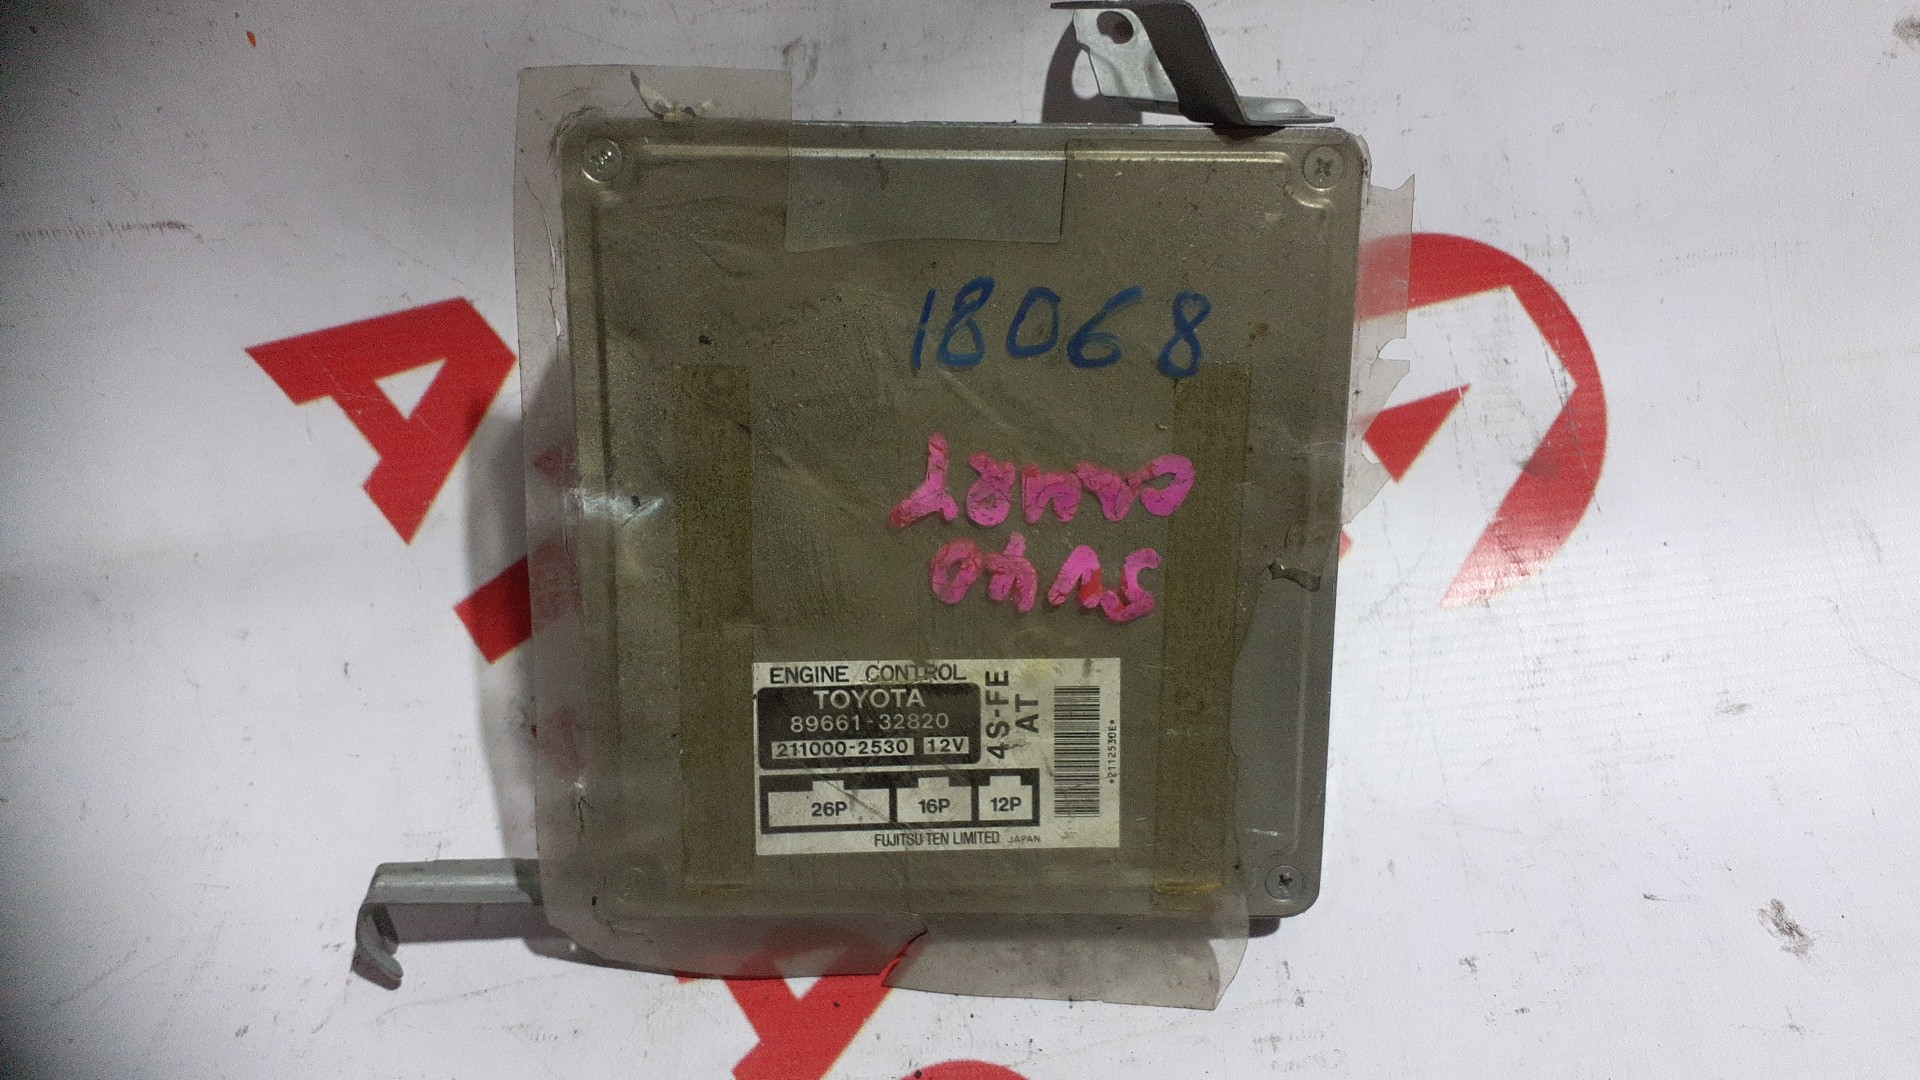 18068
CAMRY
SV40
ENGINE CONTROL
TOYOTA
89661-32820
211000-2530 12V
4S-FE
AT
*2112530E*
26P 16P 12P
FUJITSU TEN LIMITED JAPAN